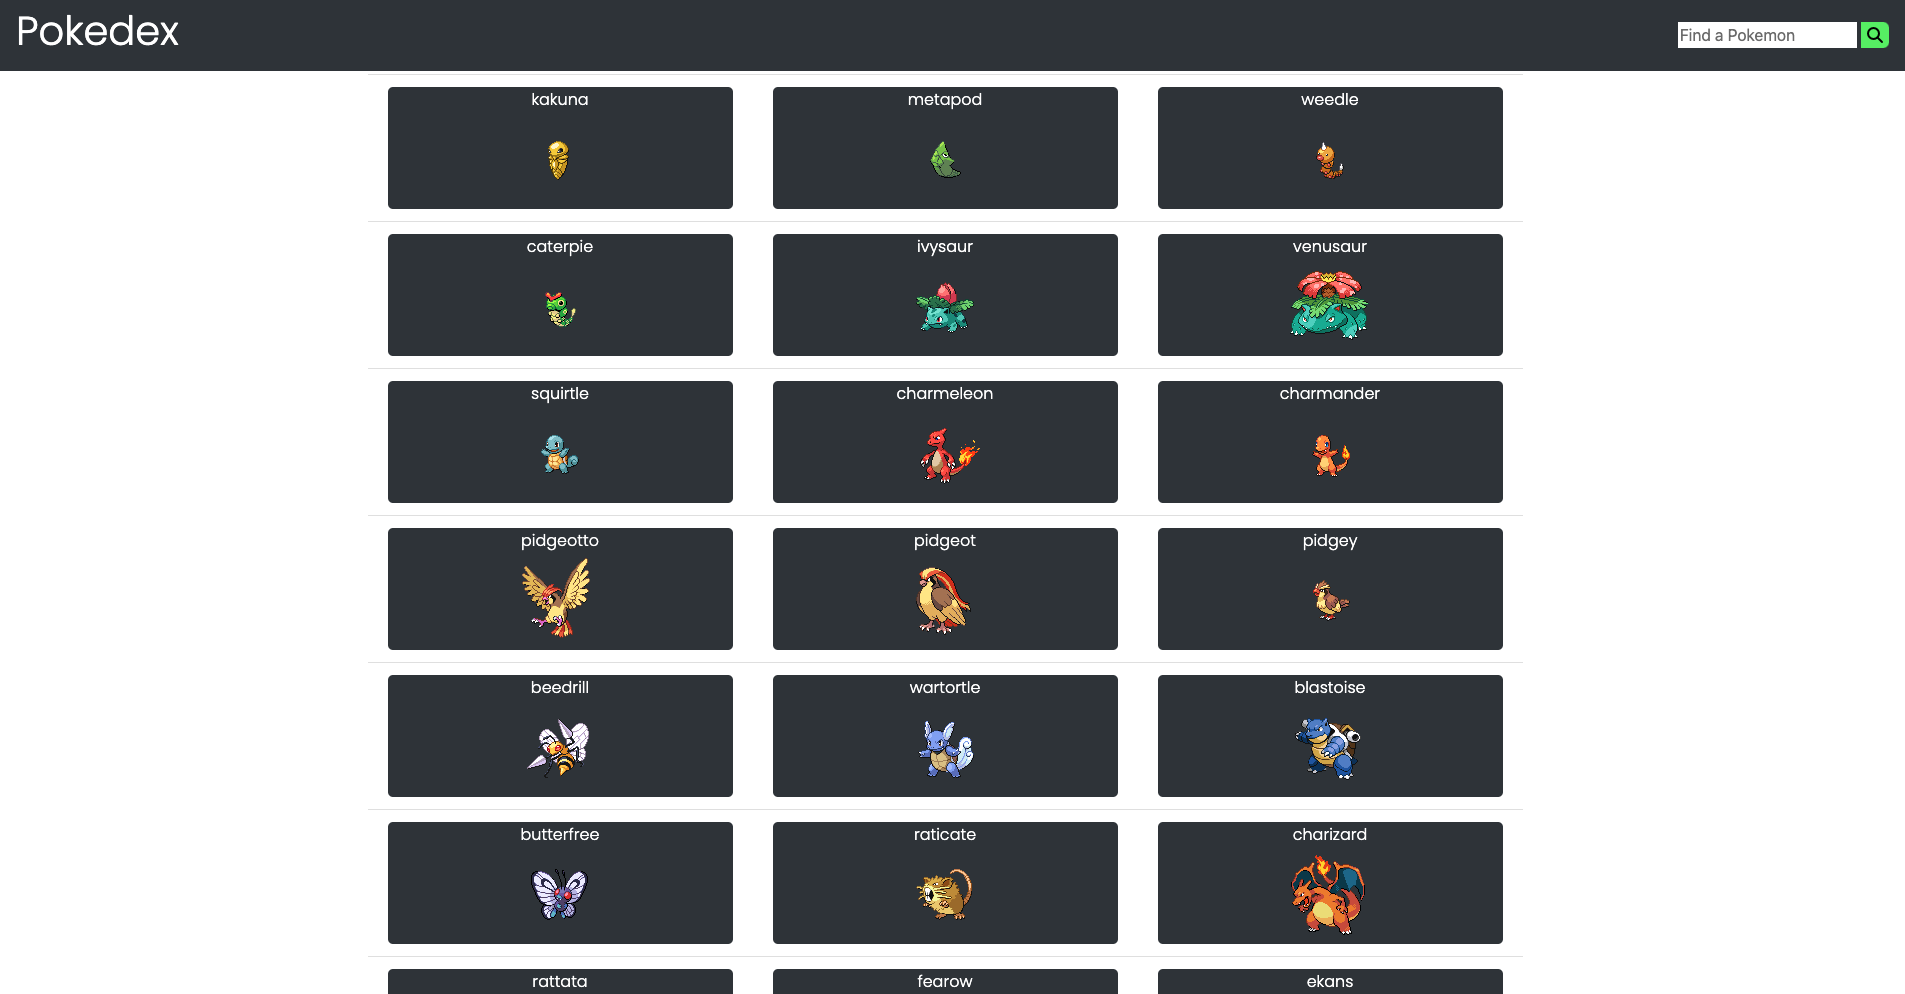 Pokedex
Find a Pokemon
kakuna
metapod
weedle
caterpie
ivysaur
venusaur
squirtle
charmeleon
charmander
pidgeotto
pidgeot
pidgey
beedrill
wartortle
blastoise
butterfree
raticate
charizard
rattata
fearow
ekans